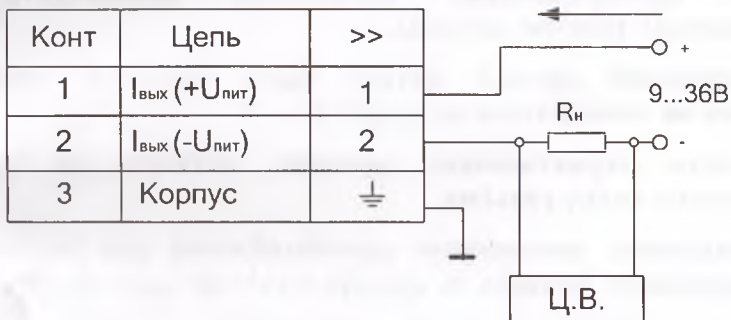 Конт Цепь >>
1 Iвых (+Uпит) 1
2 Iвых (-Uпит) 2
3 Корпус
+
9...36В
Rн
-
Ц.В.